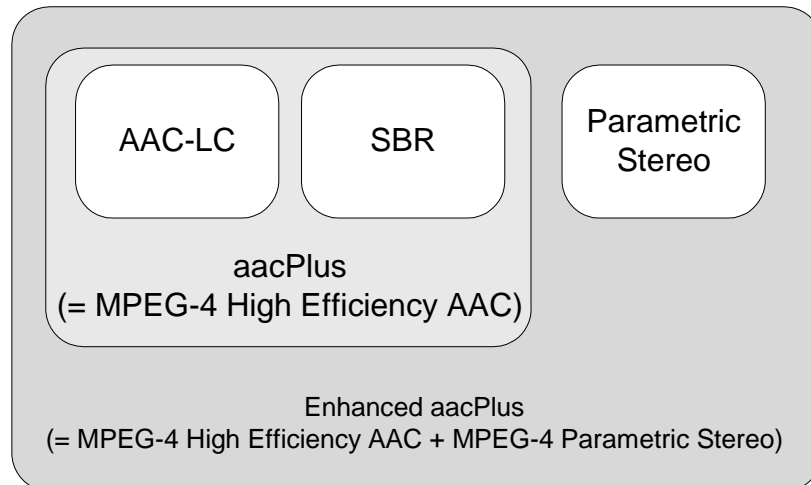 AAC-LC
SBR
Parametric
Stereo
aacPlus
(= MPEG-4 High Efficiency AAC)
Enhanced aacPlus
(= MPEG-4 High Efficiency AAC + MPEG-4 Parametric Stereo)